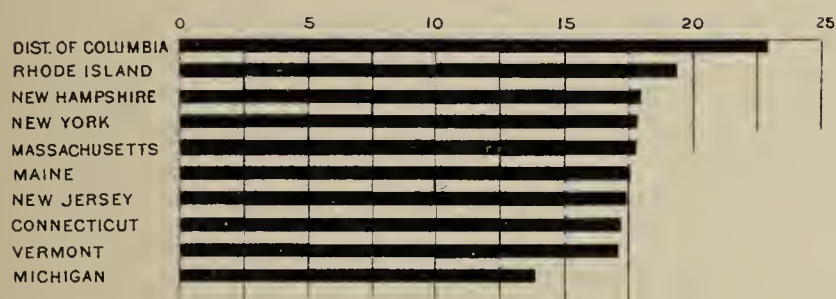 0 5 10 15 20 25
DIST. OF COLUMBIA
RHODE ISLAND
NEW HAMPSHIRE
NEW YORK
MASSACHUSETTS
MAINE
NEW JERSEY
CONNECTICUT
VERMONT
MICHIGAN